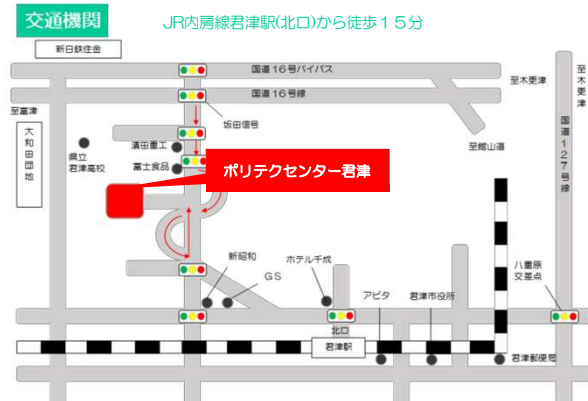 交通機関
JR内房線君津駅(北口)から徒歩15分
新日鉄住金
国道16号バイパス
至木更津
至木更津
国道16号線
至富津
坂田信号
国道127号線
大和田団地
濱田重工
県立
君津高校
富士食品
至館山道
ポリテクセンター君津
新昭和
ホテル千成
GS
八重原
交差点
アピタ
君津市役所
北口
君津駅
君津郵便局